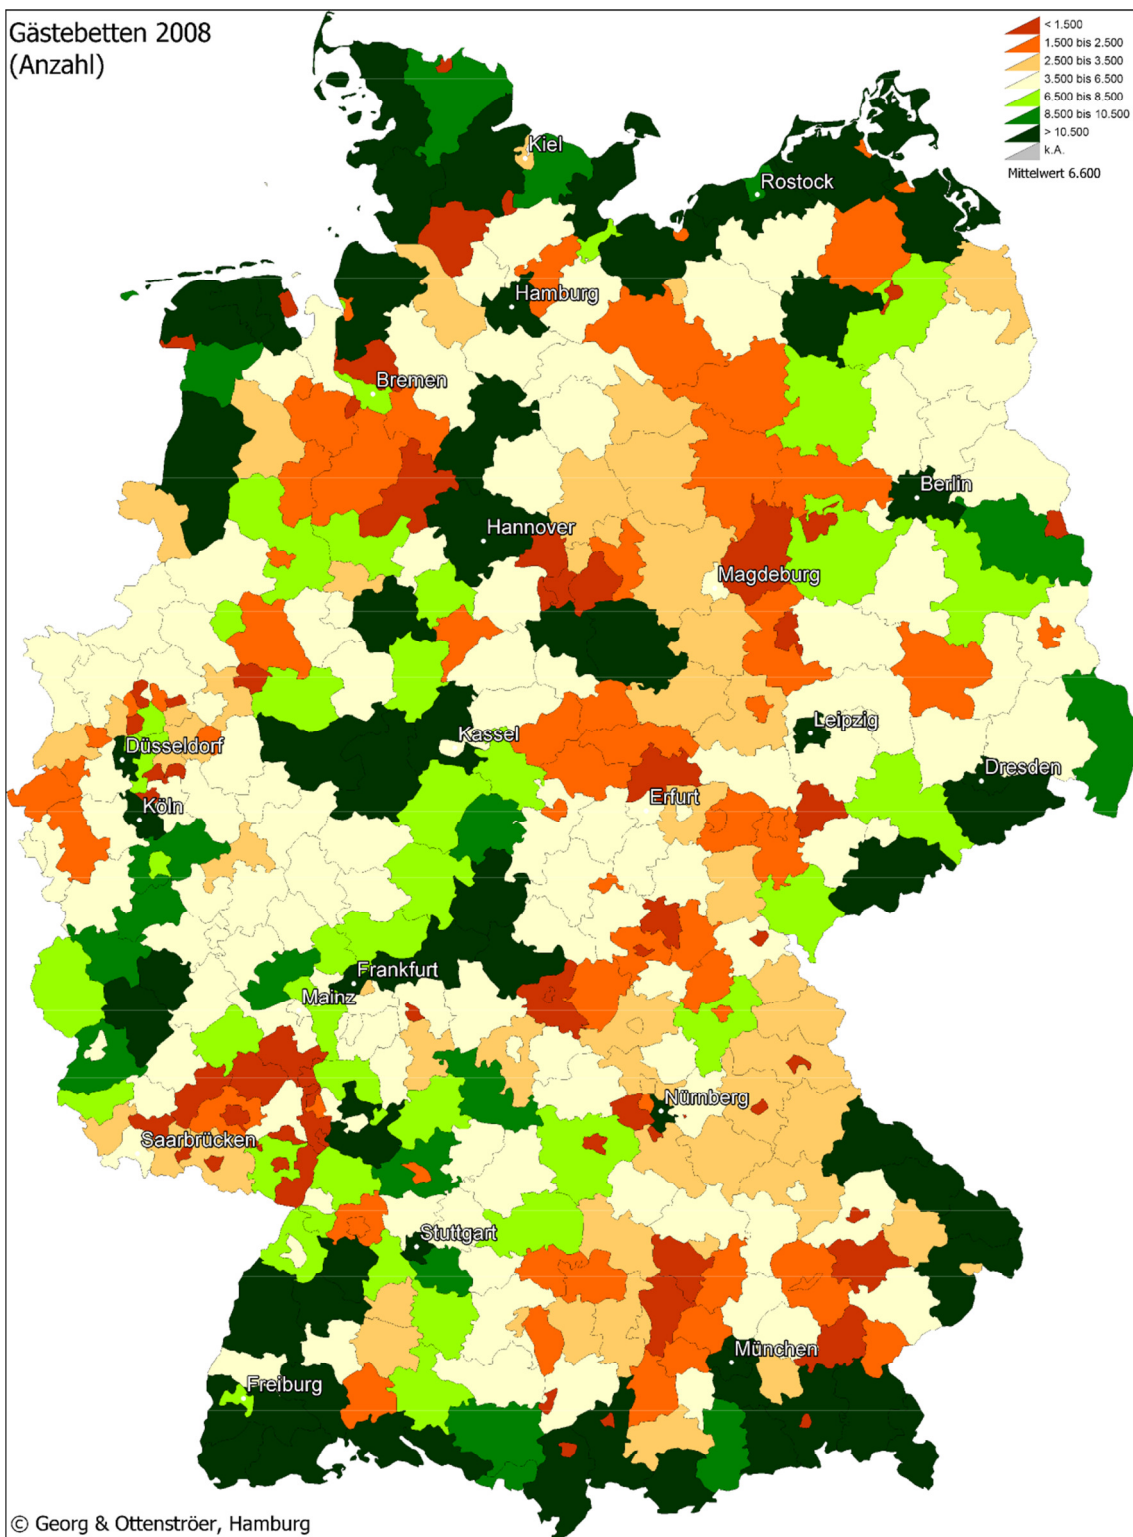 Gästebetten 2008
(Anzahl)
< 1.500
1.500 bis 2.500
2.500 bis 3.500
3.500 bis 6.500
6.500 bis 8.500
8.500 bis 10.500
> 10.500
k.A.
Mittelwert 6.600
Kiel
Rostock
Hamburg
Bremen
Berlin
Hannover
Magdeburg
Leipzig
Kassel
Düsseldorf
Dresden
Köln
Erfurt
Frankfurt
Mainz
Nürnberg
Saarbrücken
Stuttgart
München
Freiburg
© Georg & Ottenströer, Hamburg